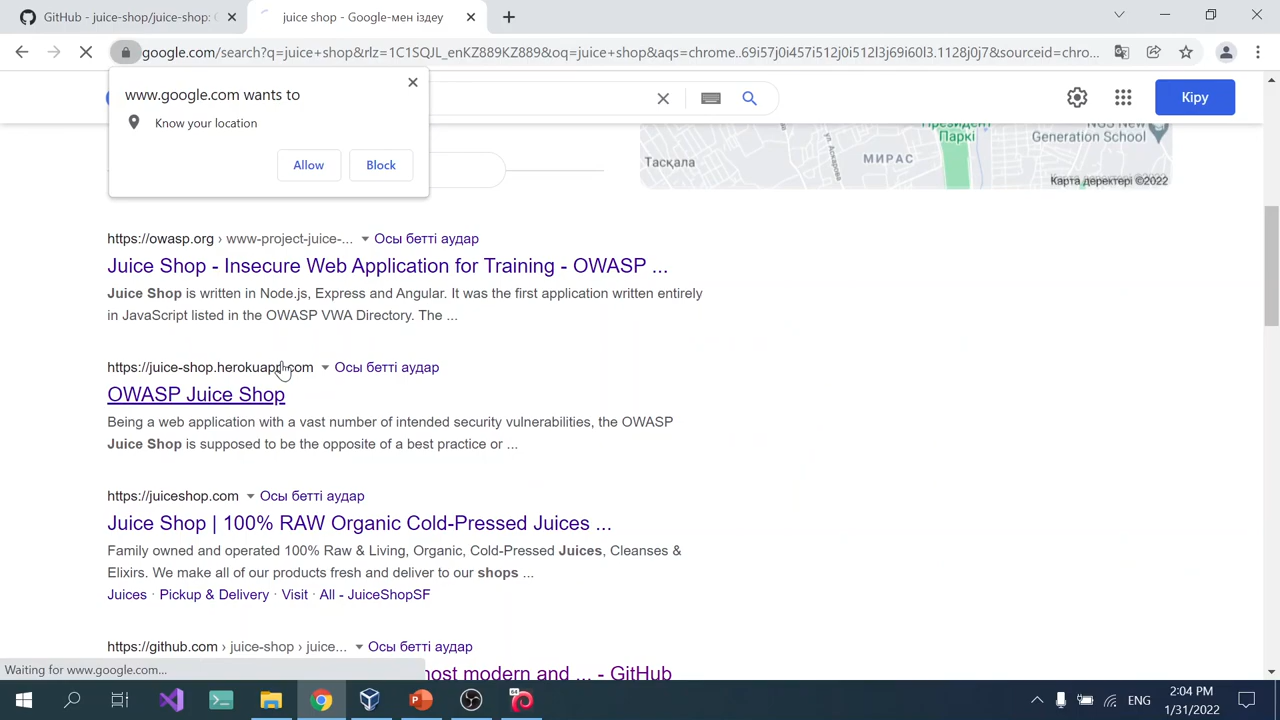 GitHub - juice-shop/juice-shop: (
juice shop - Google-мен іздеу
google.com/search?q=juice+shop&rlz=1C1SQJL_enKZ889KZ889&oq=juice+shop&aqs=chrome..69i57j0i457i512j0i512l3j69i60l3.1128j0j7&sourceid=chro...
www.google.com wants to
Know your location
Allow Block
Кіру
Президент Паркі
NGS New Generation School
МИРАС
Тасқала
Карта деректері ©2022
https://owasp.org › www-project-juice-... Осы бетті аудар
Juice Shop - Insecure Web Application for Training - OWASP ...
Juice Shop is written in Node.js, Express and Angular. It was the first application written entirely
in JavaScript listed in the OWASP VWA Directory. The ...
https://juice-shop.herokuapp.com Осы бетті аудар
OWASP Juice Shop
Being a web application with a vast number of intended security vulnerabilities, the OWASP
Juice Shop is supposed to be the opposite of a best practice or ...
https://juiceshop.com Осы бетті аудар
Juice Shop | 100% RAW Organic Cold-Pressed Juices ...
Family owned and operated 100% Raw & Living, Organic, Cold-Pressed Juices, Cleanses &
Elixirs. We make all of our products fresh and deliver to our shops ...
Juices · Pickup & Delivery · Visit · All - JuiceShopSF
https://github.com › juice-shop › juice... Осы бетті аудар
most modern and ... - GitHub
Waiting for www.google.com...
64
ENG
2:04 PM
1/31/2022